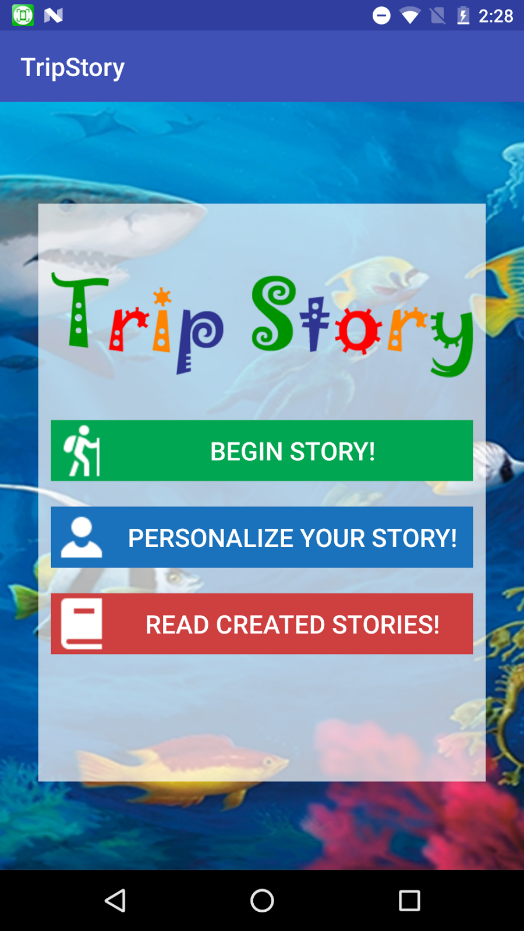 2:28
TripStory
Trip Story
BEGIN STORY!
PERSONALIZE YOUR STORY!
READ CREATED STORIES!